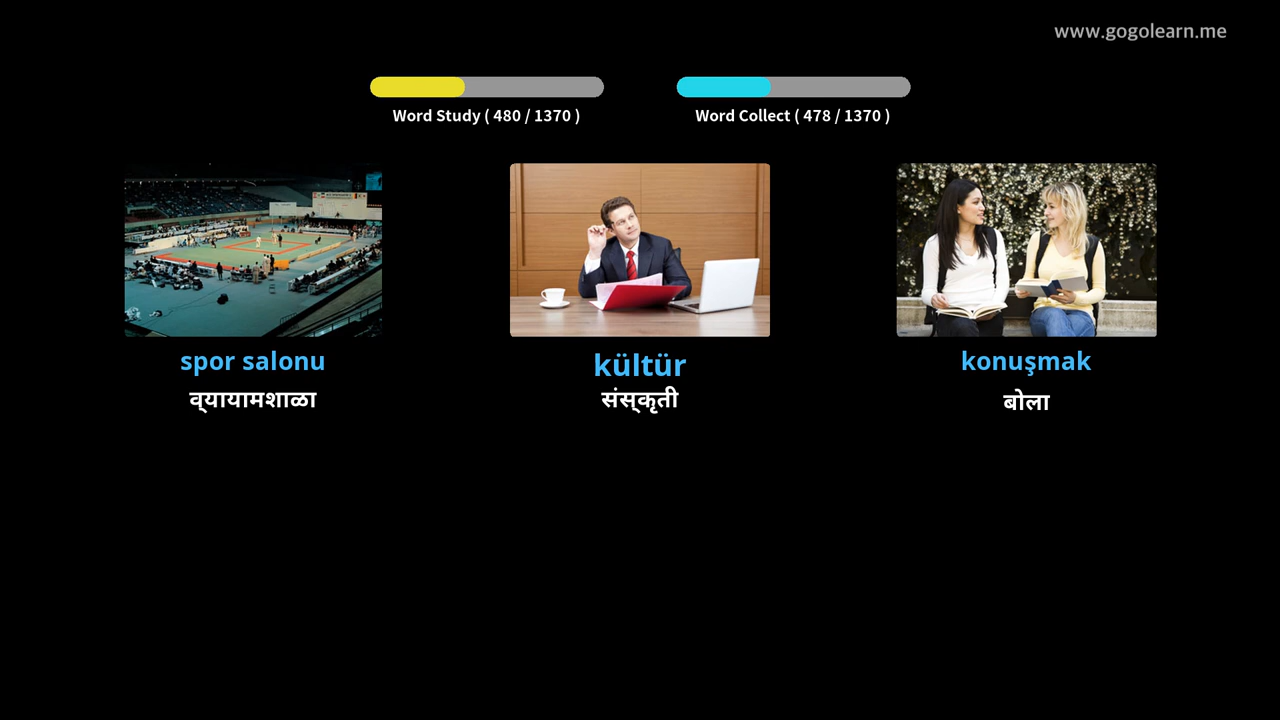 www.gogolearn.me
Word Study ( 480 / 1370 )
Word Collect ( 478 / 1370 )
spor salonu
व्यायामशाळा
kültür
संस्कृती
konuşmak
बोला